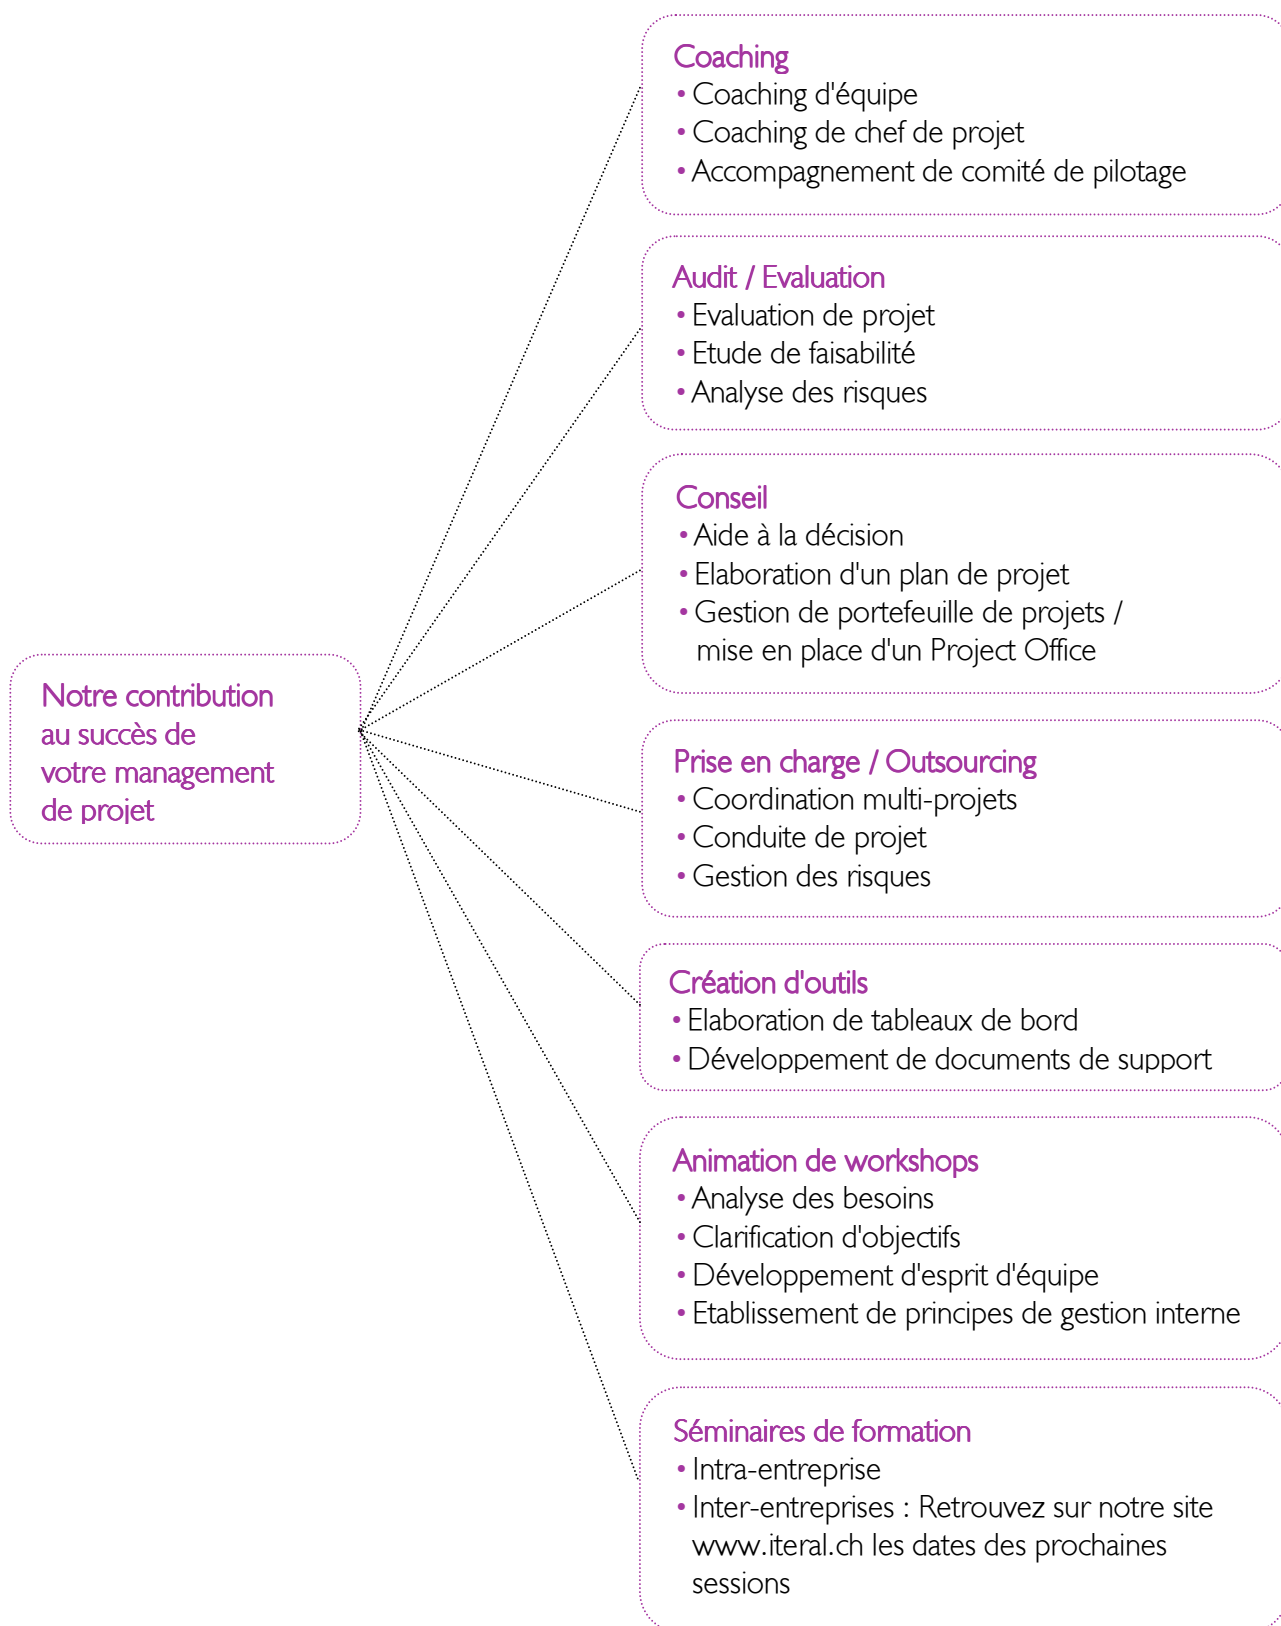 Coaching
• Coaching d'équipe
• Coaching de chef de projet
• Accompagnement de comité de pilotage
Audit / Evaluation
• Evaluation de projet
• Etude de faisabilité
• Analyse des risques
Conseil
• Aide à la décision
• Elaboration d'un plan de projet
• Gestion de portefeuille de projets /
mise en place d'un Project Office
Notre contribution
au succès de
votre management
de projet
Prise en charge / Outsourcing
• Coordination multi-projets
• Conduite de projet
• Gestion des risques
Création d'outils
• Elaboration de tableaux de bord
• Développement de documents de support
Animation de workshops
• Analyse des besoins
• Clarification d'objectifs
• Développement d'esprit d'équipe
• Etablissement de principes de gestion interne
Séminaires de formation
• Intra-entreprise
• Inter-entreprises : Retrouvez sur notre site
www.iteral.ch les dates des prochaines
sessions